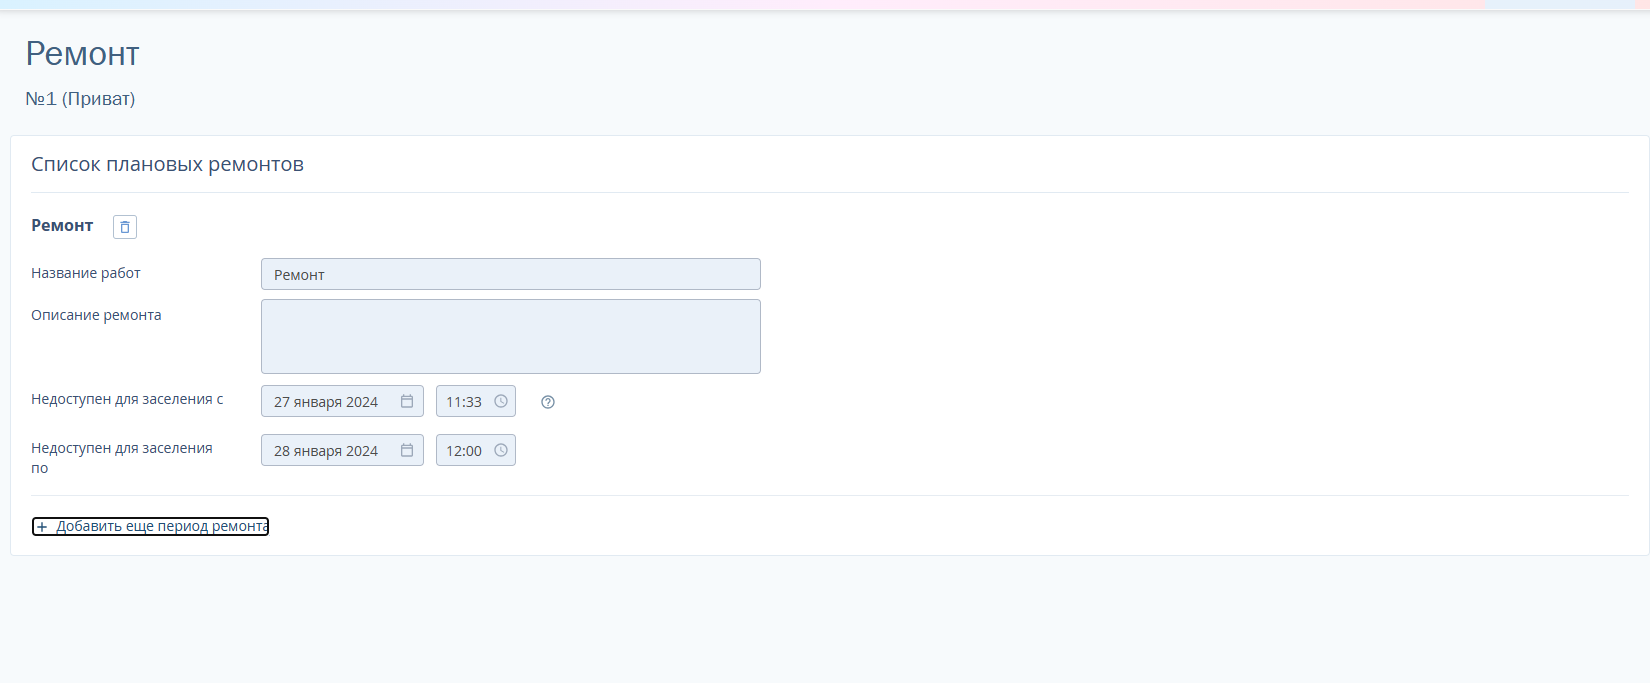 Ремонт
№1 (Приват)
Список плановых ремонтов
Ремонт
Название работ
Ремонт
Описание ремонта
Недоступен для заселения с
27 января 2024
11:33
Недоступен для заселения
по
28 января 2024
12:00
+ Добавить еще период ремонта